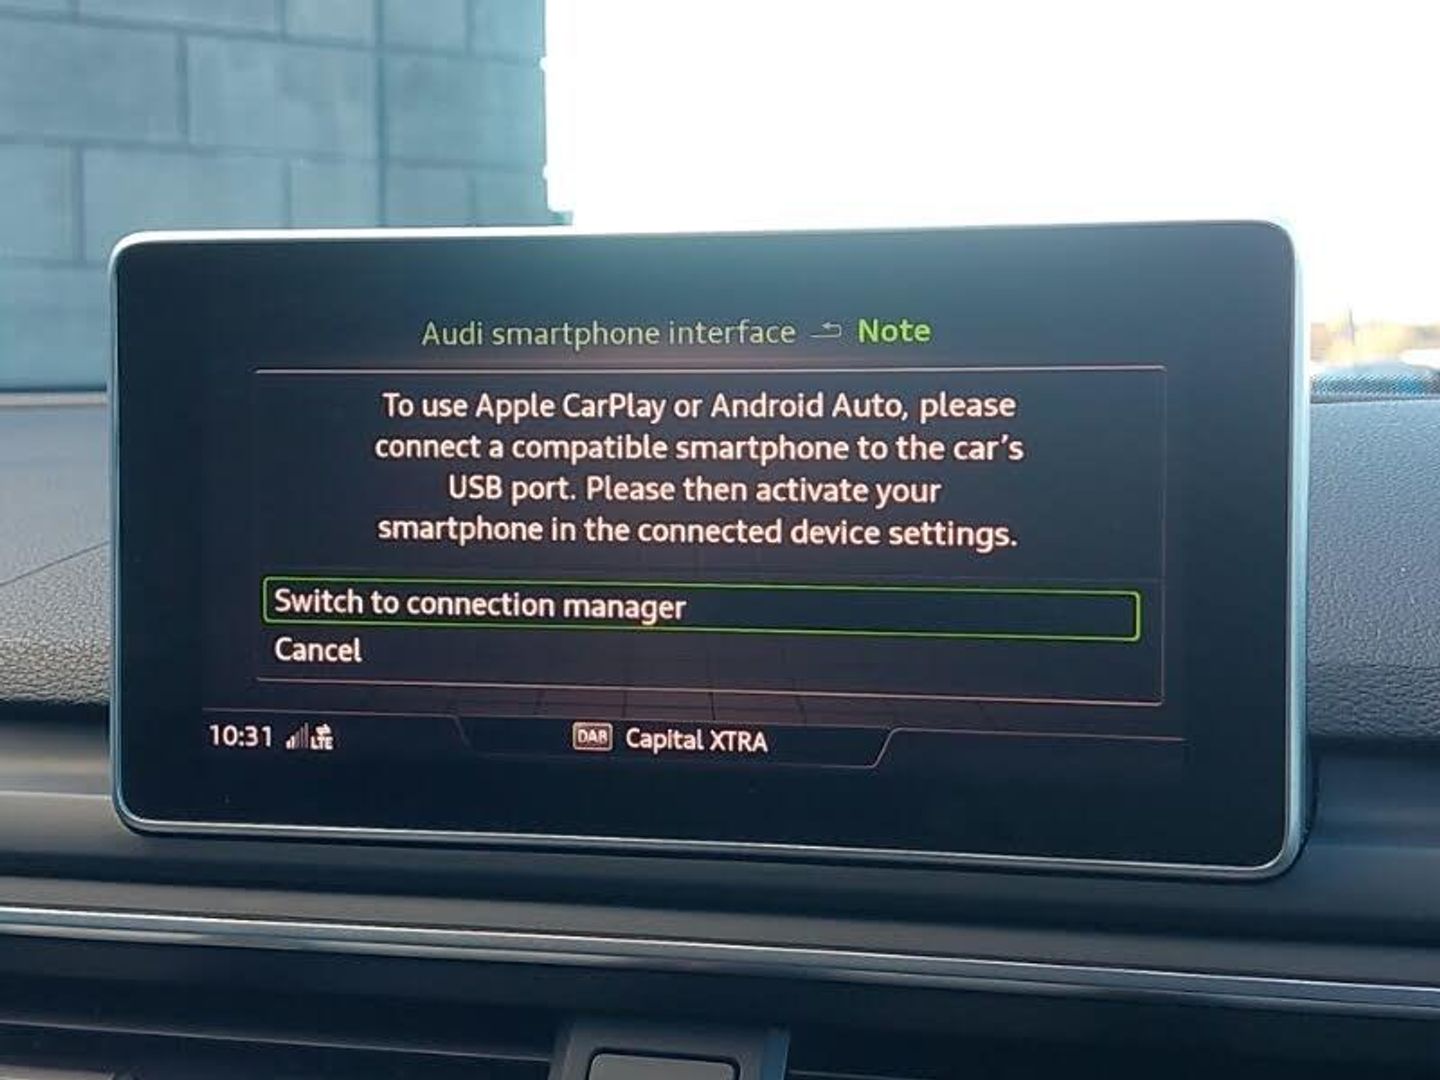 Audi smartphone interface Note
To use Apple CarPlay or Android Auto, please
connect a compatible smartphone to the car's
USB port. Please then activate your
smartphone in the connected device settings.
Switch to connection manager
Cancel
10:31 LTE DAB Capital XTRA